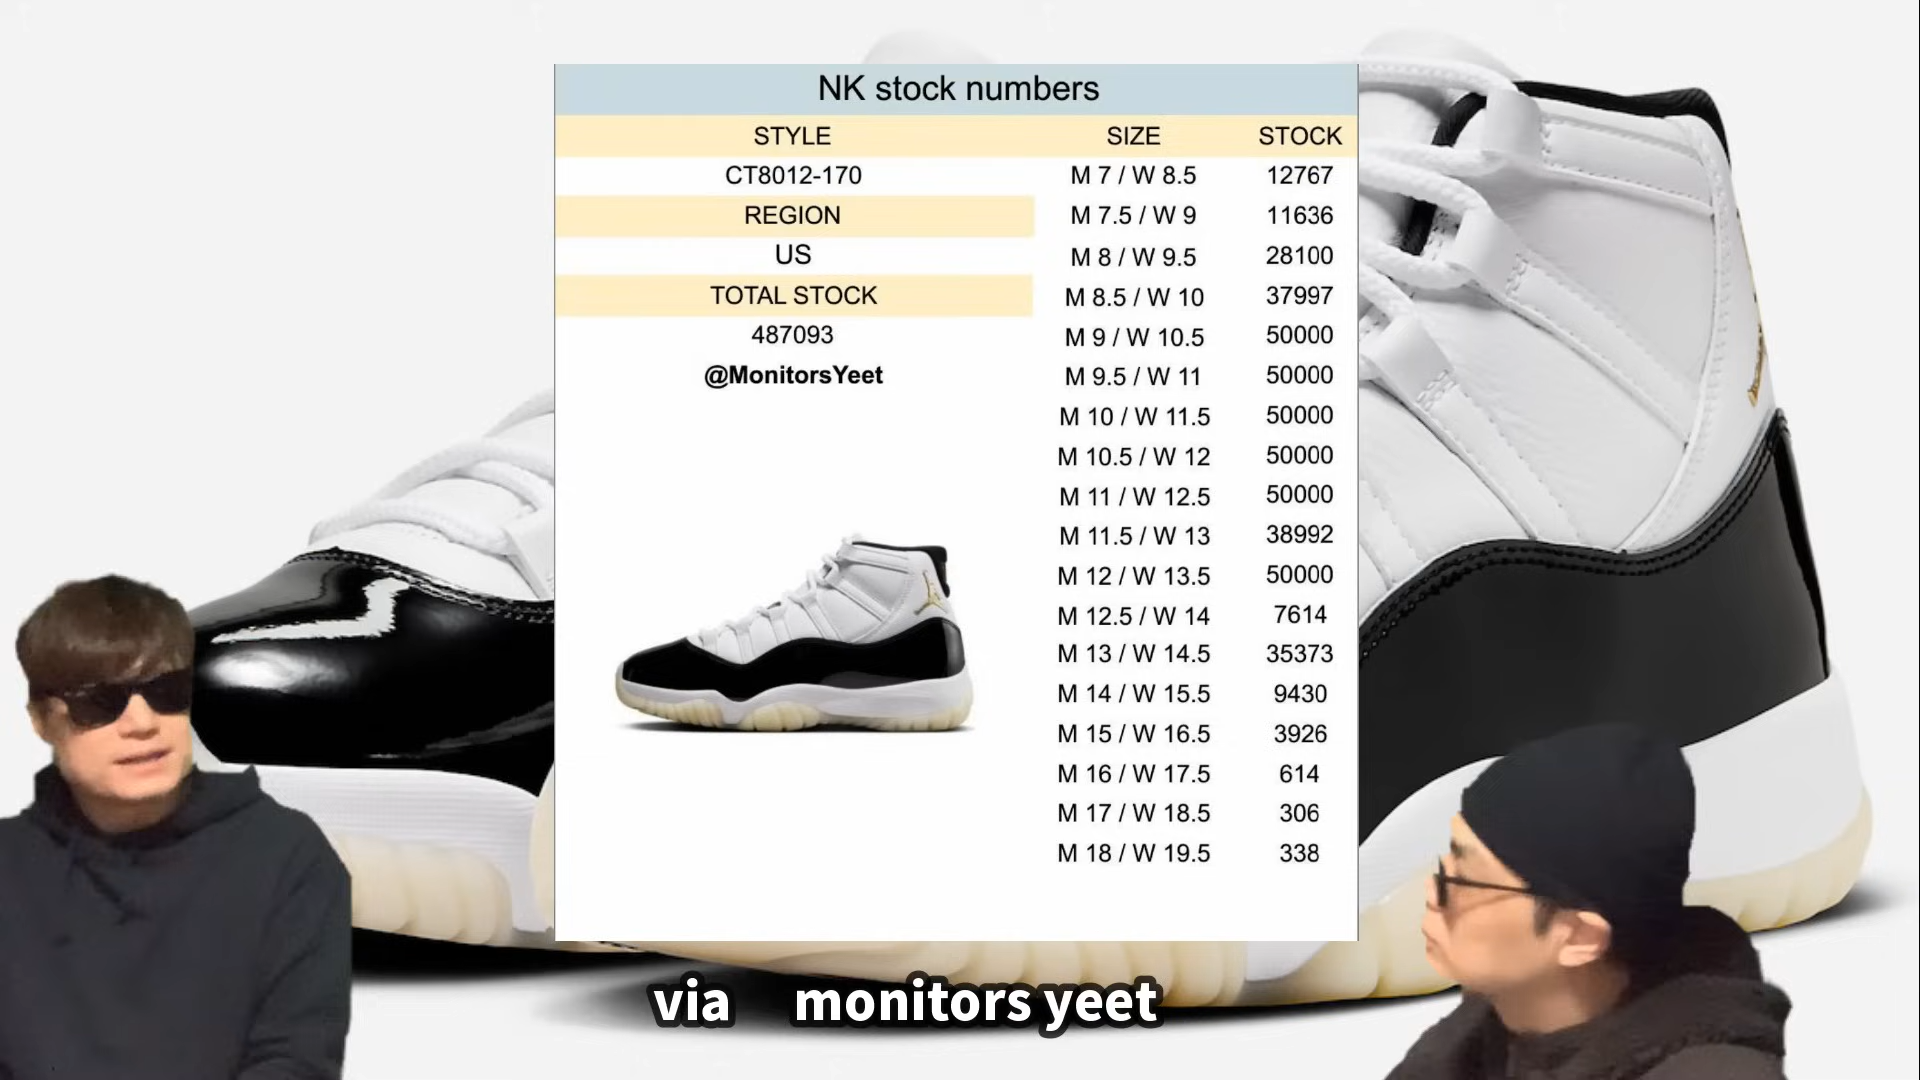 NK stock numbers
STYLE SIZE STOCK
CT8012-170 M 7 / W 8.5 12767
REGION M 7.5 / W 9 11636
US M 8 / W 9.5 28100
TOTAL STOCK M 8.5 / W 10 37997
487093 M 9 / W 10.5 50000
@MonitorsYeet M 9.5 / W 11 50000
M 10 / W 11.5 50000
M 10.5 / W 12 50000
M 11 / W 12.5 50000
M 11.5 / W 13 38992
M 12 / W 13.5 50000
M 12.5 / W 14 7614
M 13 / W 14.5 35373
M 14 / W 15.5 9430
M 15 / W 16.5 3926
M 16 / W 17.5 614
M 17 / W 18.5 306
M 18 / W 19.5 338
via monitors yeet